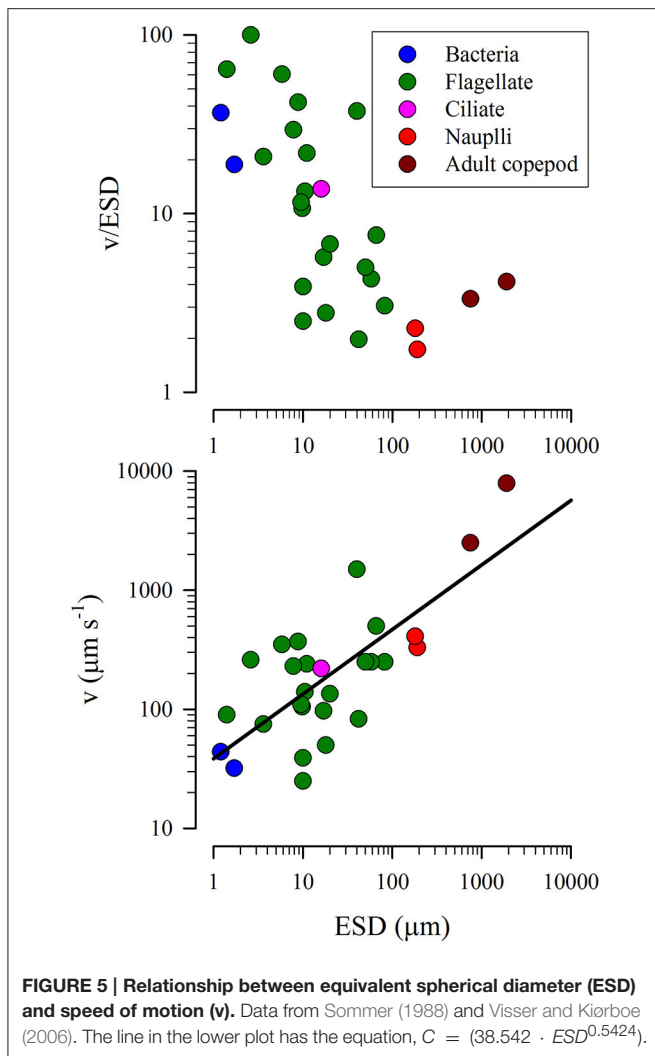 100
10
1
v/ESD
Bacteria
Flagellate
Ciliate
Nauplli
Adult copepod
1 10 100 1000 10000
10000
1000
100
10
v (μm s⁻¹)
1 10 100 1000 10000
ESD (μm)
FIGURE 5 | Relationship between equivalent spherical diameter (ESD)
and speed of motion (v). Data from Sommer (1988) and Visser and Kiørboe
(2006). The line in the lower plot has the equation, C = (38.542 · ESD^0.5424).